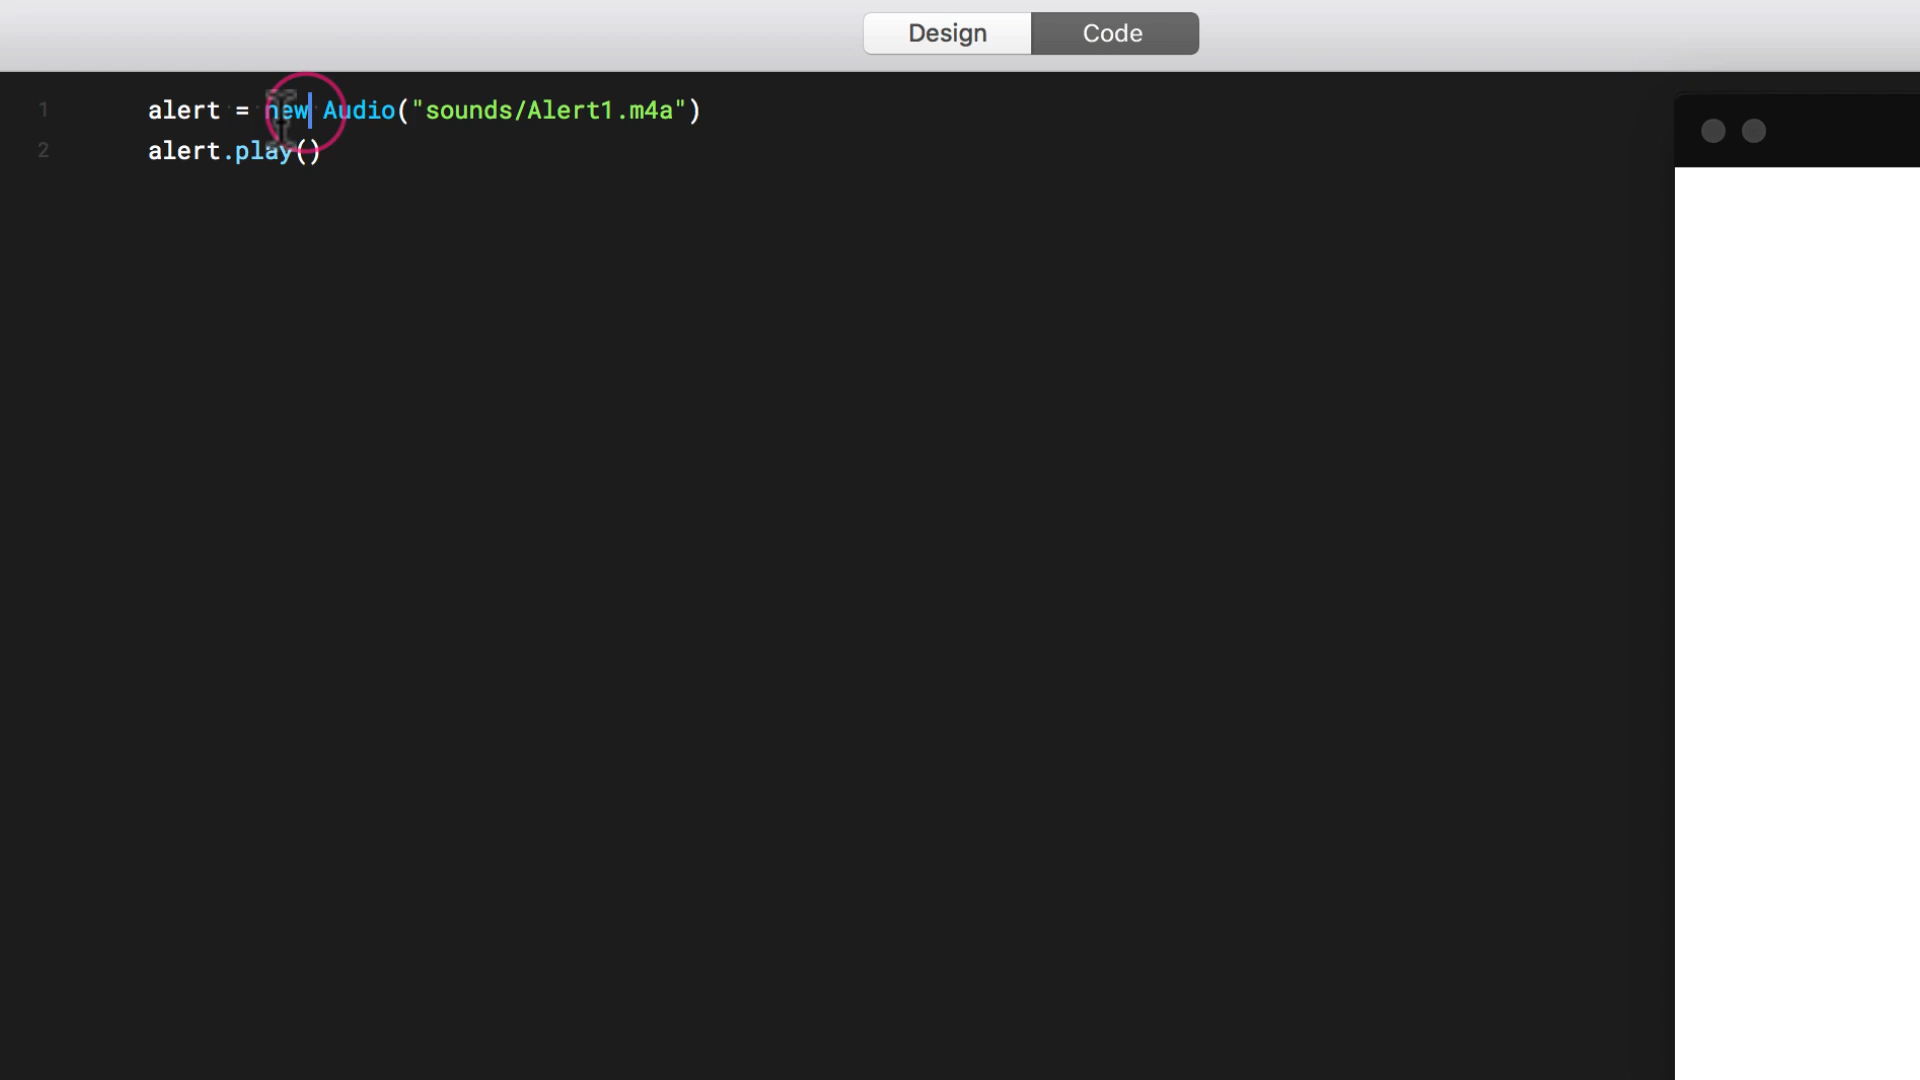 Design Code
1 alert = new Audio("sounds/Alert1.m4a")
2 alert.play()